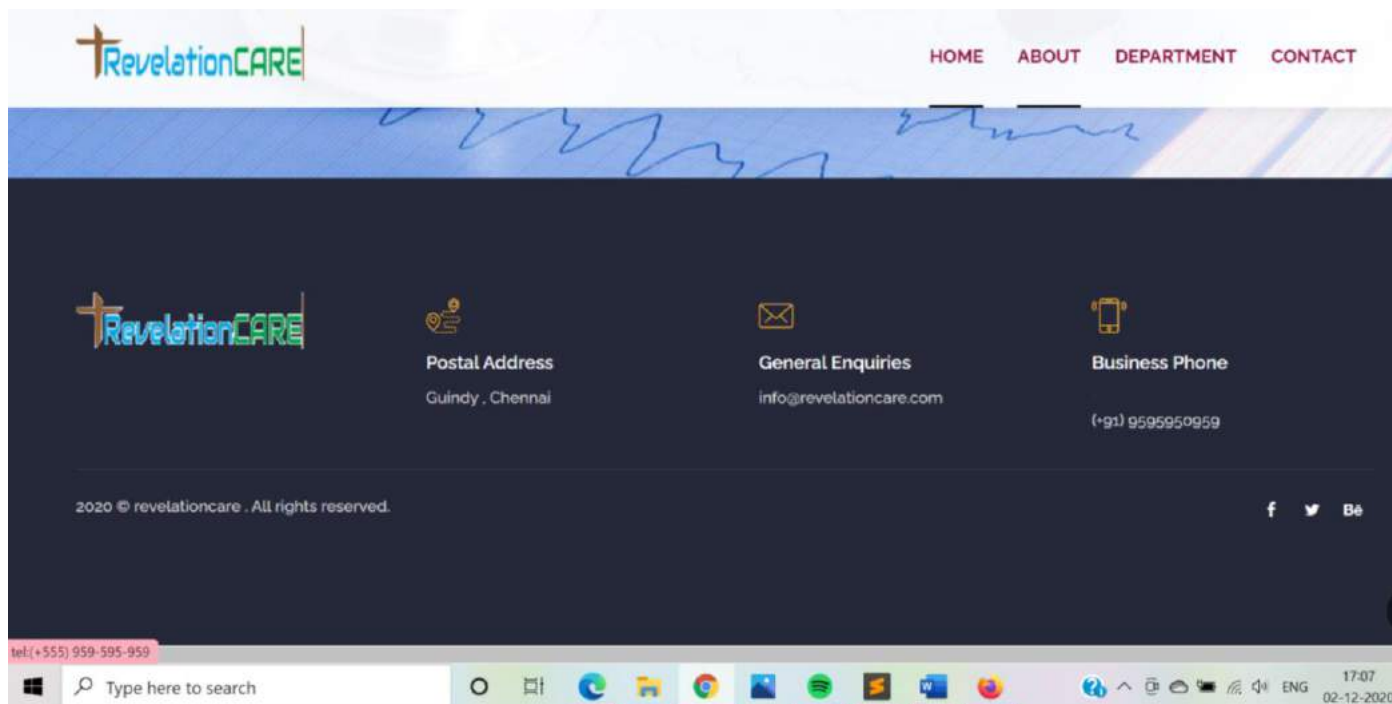 RevelationCARE
HOME ABOUT DEPARTMENT CONTACT
RevelationCARE
Postal Address
Guindy , Chennai
General Enquiries
info@revelationcare.com
Business Phone
(+91) 9595950959
2020 © revelationcare . All rights reserved.
f Bē
tel:(+555) 959-595-959
Type here to search
ENG
17:07
02-12-2020